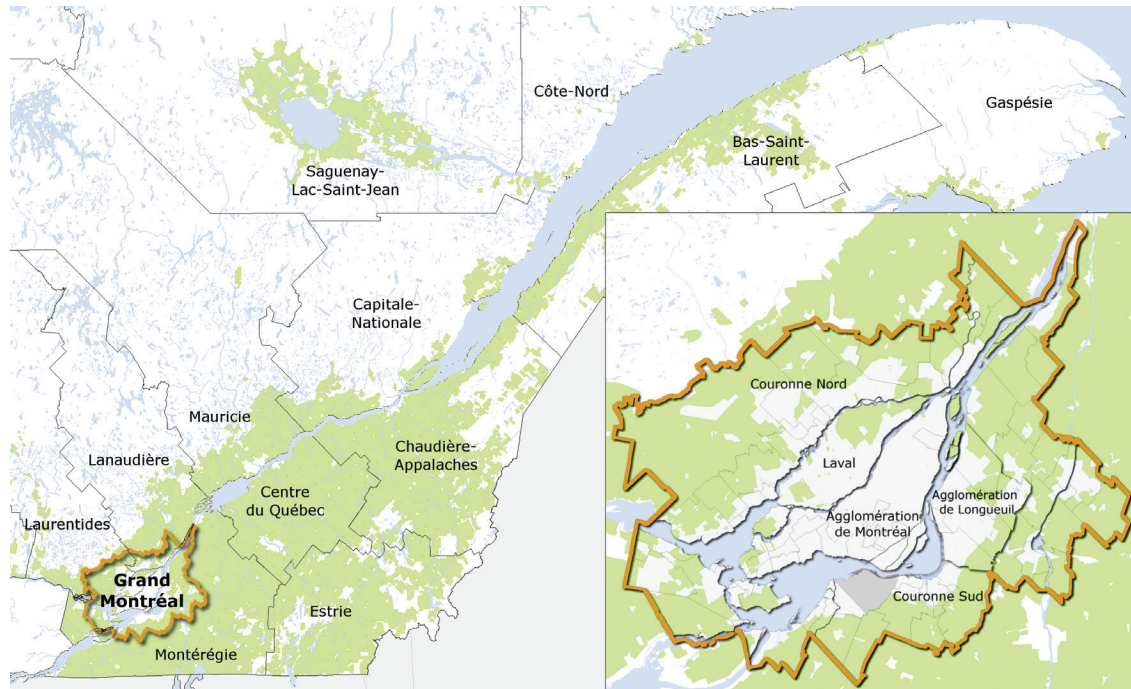 Côte-Nord
Gaspésie
Bas-Saint-
Laurent
Saguenay-
Lac-Saint-Jean
Capitale-
Nationale
Mauricie
Chaudière-
Appalaches
Lanaudière
Centre
du Québec
Laurentides
Grand
Montréal
Estrie
Montérégie
Couronne Nord
Laval
Agglomération
de Longueuil
Agglomération
de Montréal
Couronne Sud